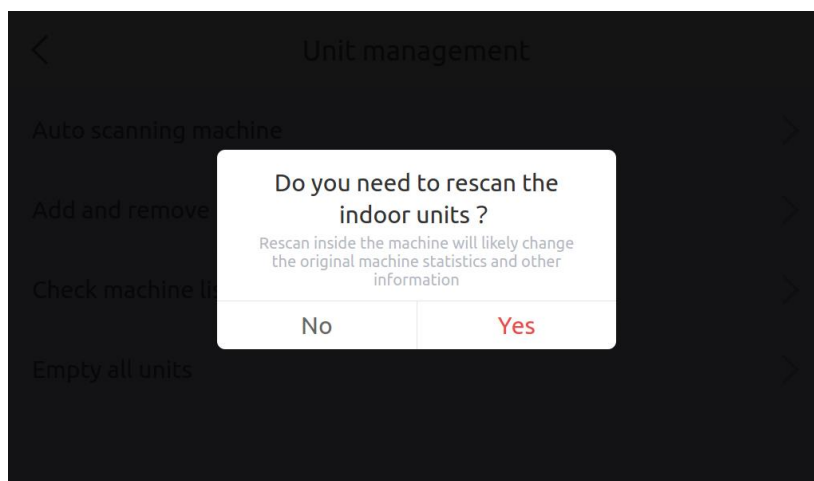 Unit management
Auto scanning machine
Add and remove
Check machine lis
Empty all units
Do you need to rescan the
indoor units ?
Rescan inside the machine will likely change
the original machine statistics and other
information
No
Yes